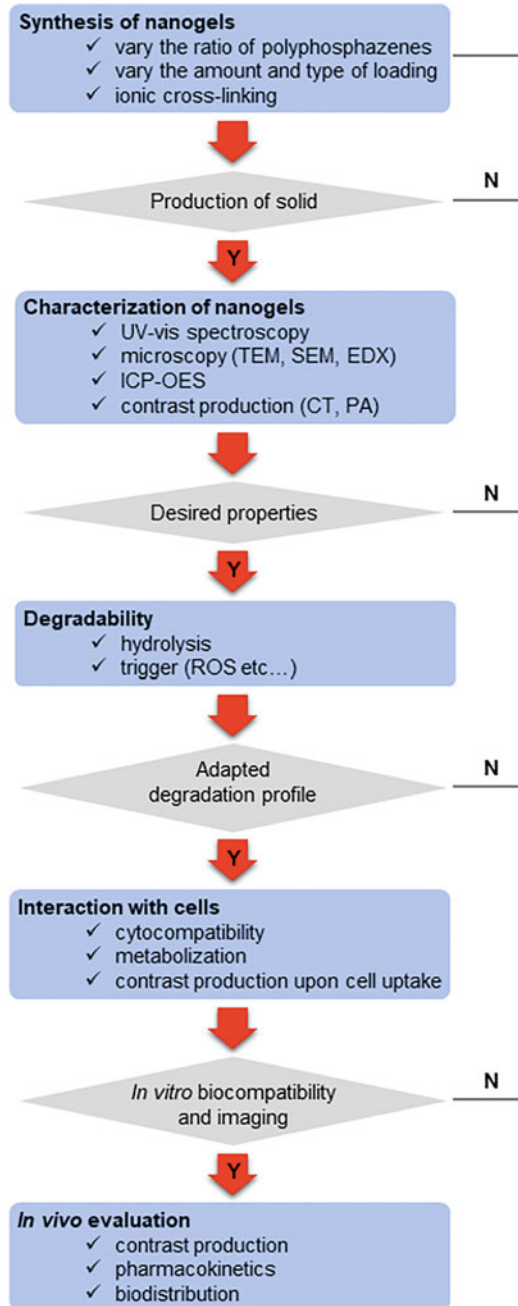 Synthesis of nanogels
✓ vary the ratio of polyphosphazenes
✓ vary the amount and type of loading
✓ ionic cross-linking
Production of solid
N
Y
Characterization of nanogels
✓ UV-vis spectroscopy
✓ microscopy (TEM, SEM, EDX)
✓ ICP-OES
✓ contrast production (CT, PA)
Desired properties
N
Y
Degradability
✓ hydrolysis
✓ trigger (ROS etc…)
Adapted
degradation profile
N
Y
Interaction with cells
✓ cytocompatibility
✓ metabolization
✓ contrast production upon cell uptake
In vitro biocompatibility
and imaging
N
Y
In vivo evaluation
✓ contrast production
✓ pharmacokinetics
✓ biodistribution